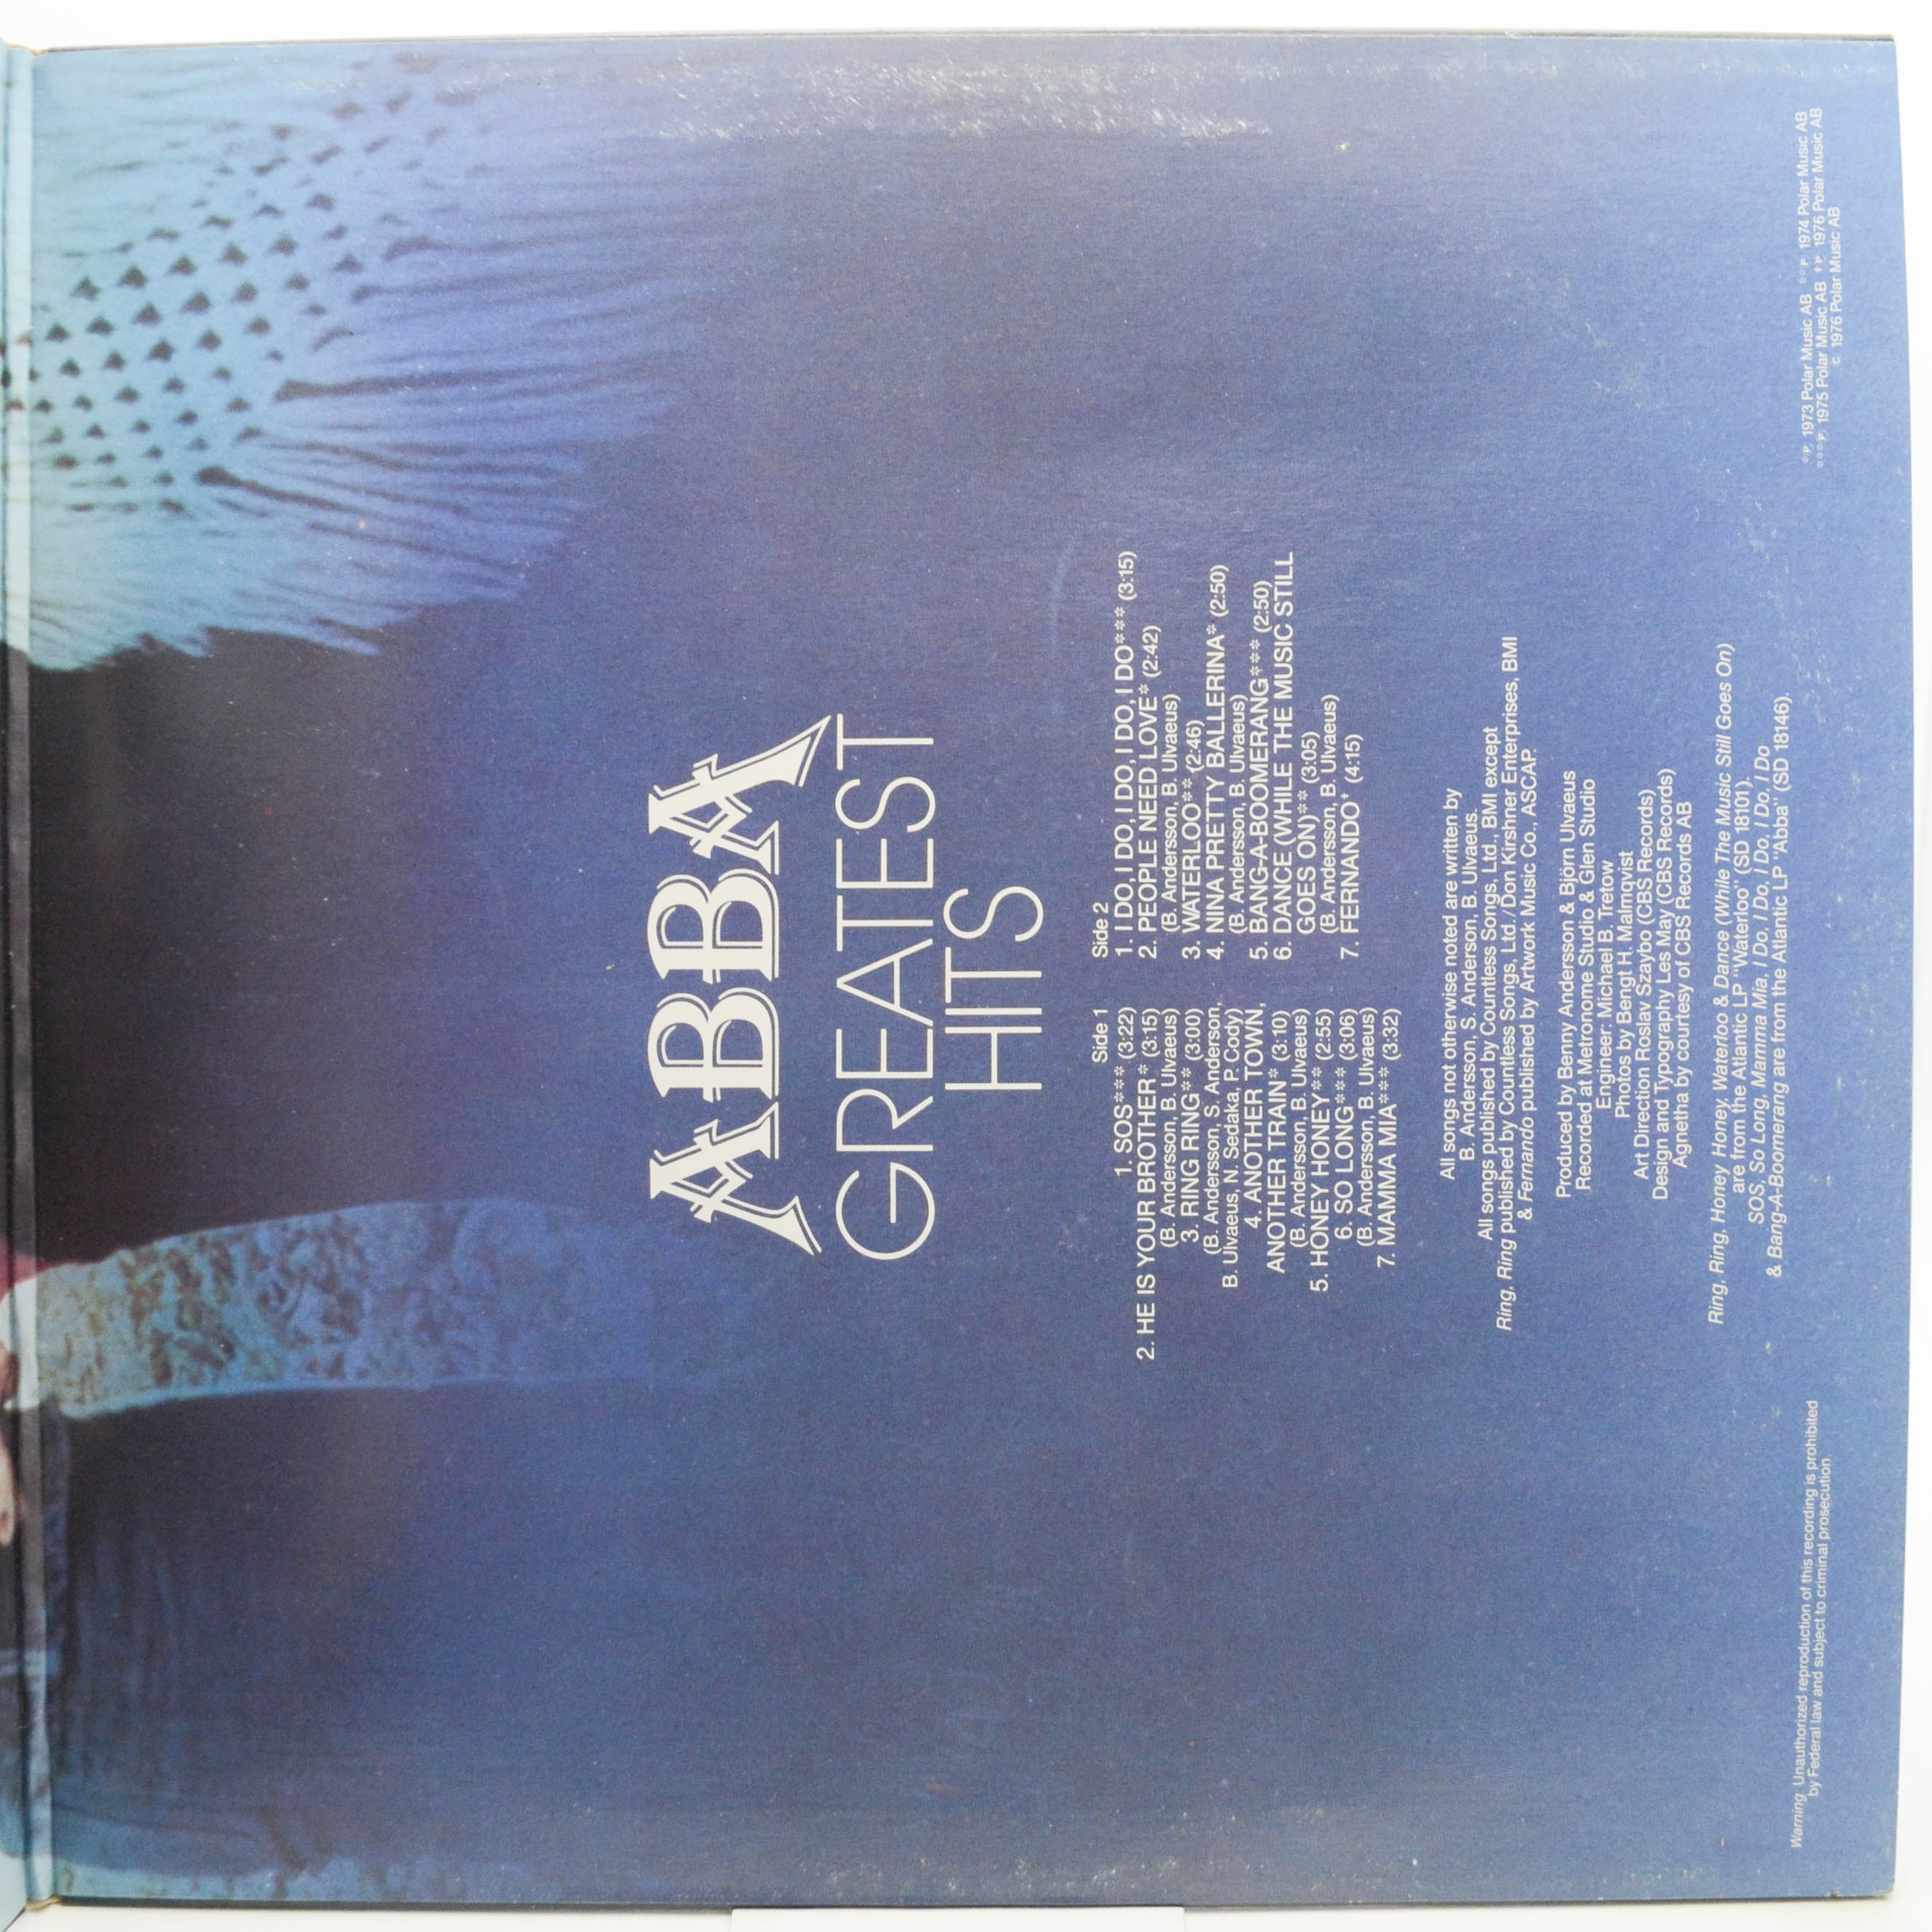 ABBA
GREATEST
HITS
Side 1
1. SOS*** (3:22)
2. HE IS YOUR BROTHER* (3:15)
(B. Andersson, B. Ulvaeus)
3. RING RING** (3:00)
(B. Andersson, S. Anderson,
B. Ulvaeus, N. Sedaka, P. Cody)
4. ANOTHER TOWN,
ANOTHER TRAIN* (3:10)
(B. Andersson, B. Ulvaeus)
5. HONEY HONEY** (2:55)
6. SO LONG*** (3:06)
(B. Andersson, B. Ulvaeus)
7. MAMMA MIA*** (3:32)
Side 2
1. I DO, I DO, I DO, I DO, I DO*** (3:15)
2. PEOPLE NEED LOVE* (2:42)
(B. Andersson, B. Ulvaeus)
3. WATERLOO** (2:46)
4. NINA PRETTY BALLERINA* (2:50)
(B. Andersson, B. Ulvaeus)
5. BANG-A-BOOMERANG*** (2:50)
6. DANCE (WHILE THE MUSIC STILL
GOES ON)** (3:05)
(B. Andersson, B. Ulvaeus)
7. FERNANDO† (4:15)
All songs not otherwise noted are written by
B. Andersson, S. Anderson, B. Ulvaeus.
All songs published by Countless Songs, Ltd., BMI except
Ring, Ring published by Countless Songs, Ltd./Don Kirshner Enterprises, BMI
& Fernando published by Artwork Music Co., ASCAP.
Produced by Benny Andersson & Björn Ulvaeus
Recorded at Metronome Studio & Glen Studio
Engineer: Michael B. Tretow
Photos by Bengt H. Malmqvist
Art Direction Roslav Szaybo (CBS Records)
Design and Typography Les May (CBS Records)
Agnetha by courtesy of CBS Records AB
Ring, Ring, Honey Honey, Waterloo & Dance (While The Music Still Goes On)
are from the Atlantic LP "Waterloo" (SD 18101).
SOS, So Long, Mamma Mia, I Do, I Do, I Do, I Do, I Do
& Bang-A-Boomerang are from the Atlantic LP "Abba" (SD 18146).
Warning: Unauthorized reproduction of this recording is prohibited
by Federal law and subject to criminal prosecution.
*P 1973 Polar Music AB **P 1974 Polar Music AB
***P 1975 Polar Music AB †P 1976 Polar Music AB
c 1976 Polar Music AB